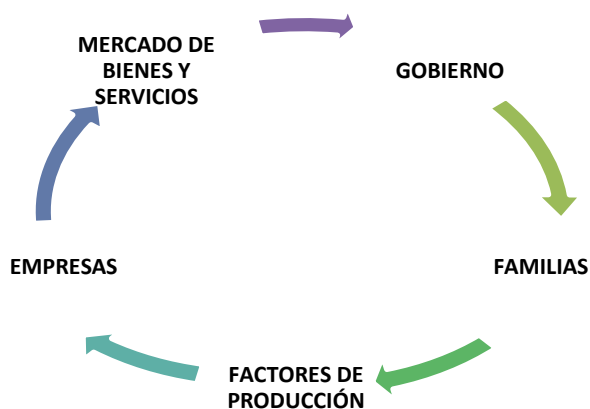 MERCADO DE
BIENES Y
SERVICIOS
GOBIERNO
EMPRESAS
FAMILIAS
FACTORES DE
PRODUCCIÓN